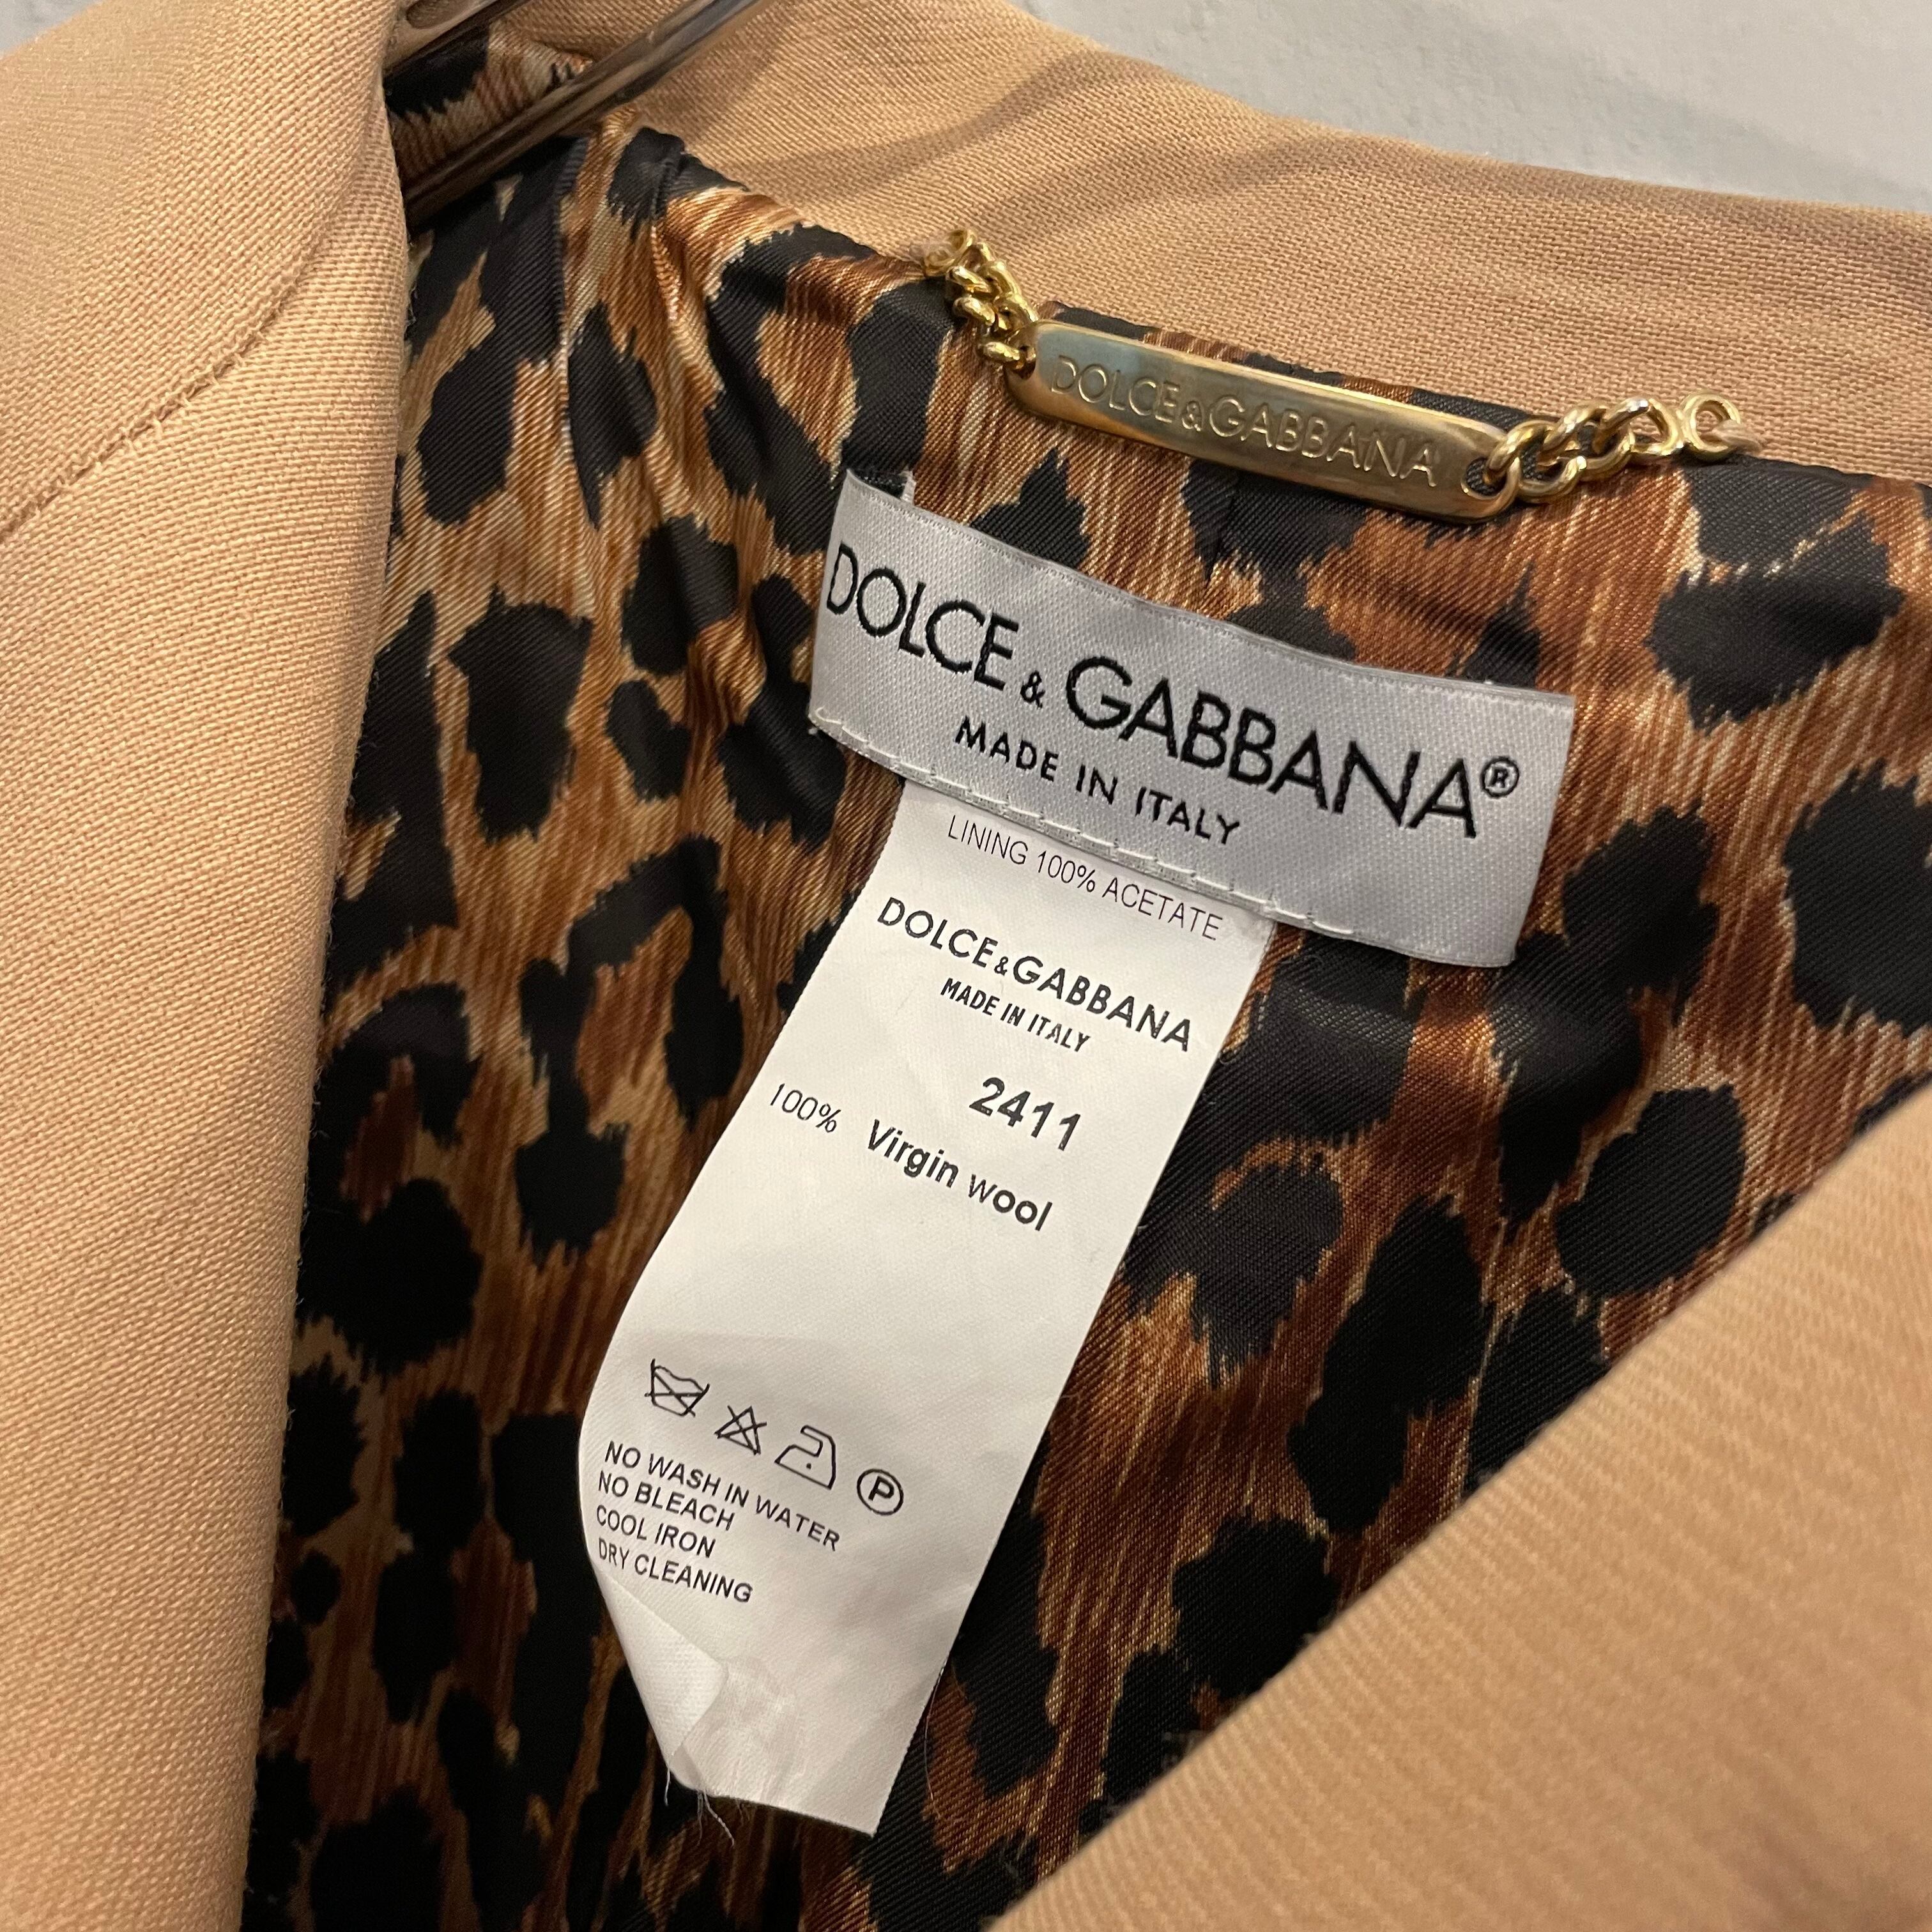 DOLCE&GABBANA
DOLCE & GABBANA®
MADE IN ITALY
LINING 100% ACETATE
DOLCE&GABBANA
MADE IN ITALY
2411
100% Virgin wool
P
NO WASH IN WATER
NO BLEACH
COOL IRON
DRY CLEANING